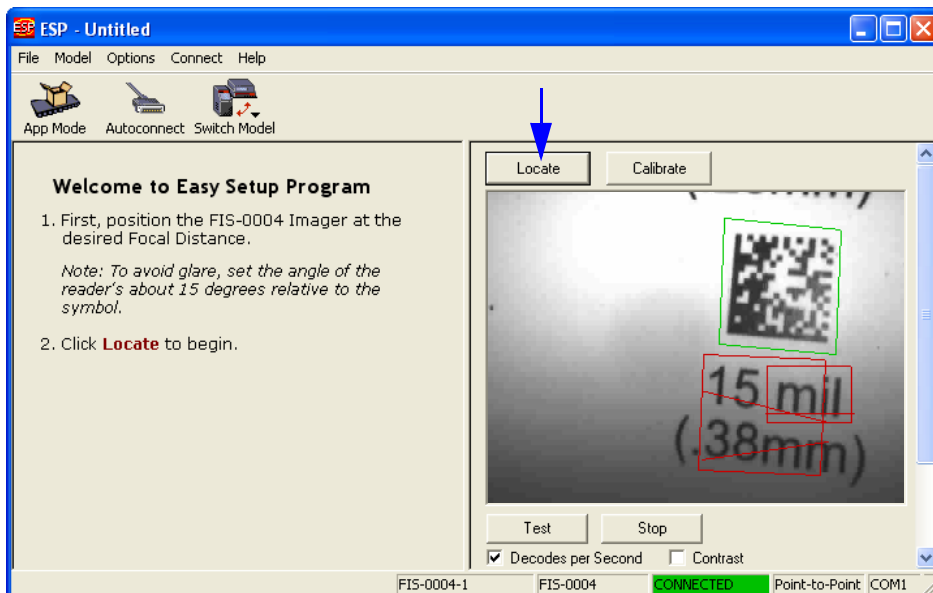 ESP - Untitled
File Model Options Connect Help
App Mode Autoconnect Switch Model
Welcome to Easy Setup Program
1. First, position the FIS-0004 Imager at the
desired Focal Distance.
Note: To avoid glare, set the angle of the
reader's about 15 degrees relative to the
symbol.
2. Click Locate to begin.
Locate Calibrate
15 mil
(.38mm)
Test Stop
Decodes per Second Contrast
FIS-0004-1 FIS-0004 CONNECTED Point-to-Point COM1